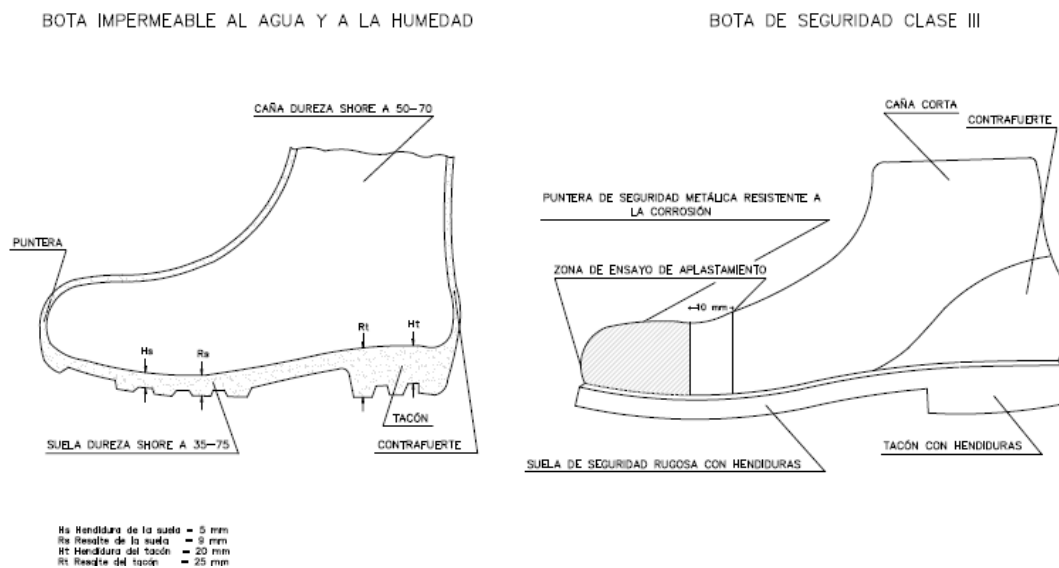 BOTA IMPERMEABLE AL AGUA Y A LA HUMEDAD
CAÑA DUREZA SHORE A 50-70
PUNTERA
Hs
Rs
Rt
Ht
TACÓN
SUELA DUREZA SHORE A 35-75
CONTRAFUERTE
Hs Hendidura de la suela = 5 mm
Rs Resalte de la suela = 9 mm
Ht Hendidura del tacón = 20 mm
Rt Resalte del tacón = 25 mm
BOTA DE SEGURIDAD CLASE III
CAÑA CORTA
CONTRAFUERTE
PUNTERA DE SEGURIDAD METÁLICA RESISTENTE A
LA CORROSIÓN
ZONA DE ENSAYO DE APLASTAMIENTO
10 mm
TACÓN CON HENDIDURAS
SUELA DE SEGURIDAD RUGOSA CON HENDIDURAS